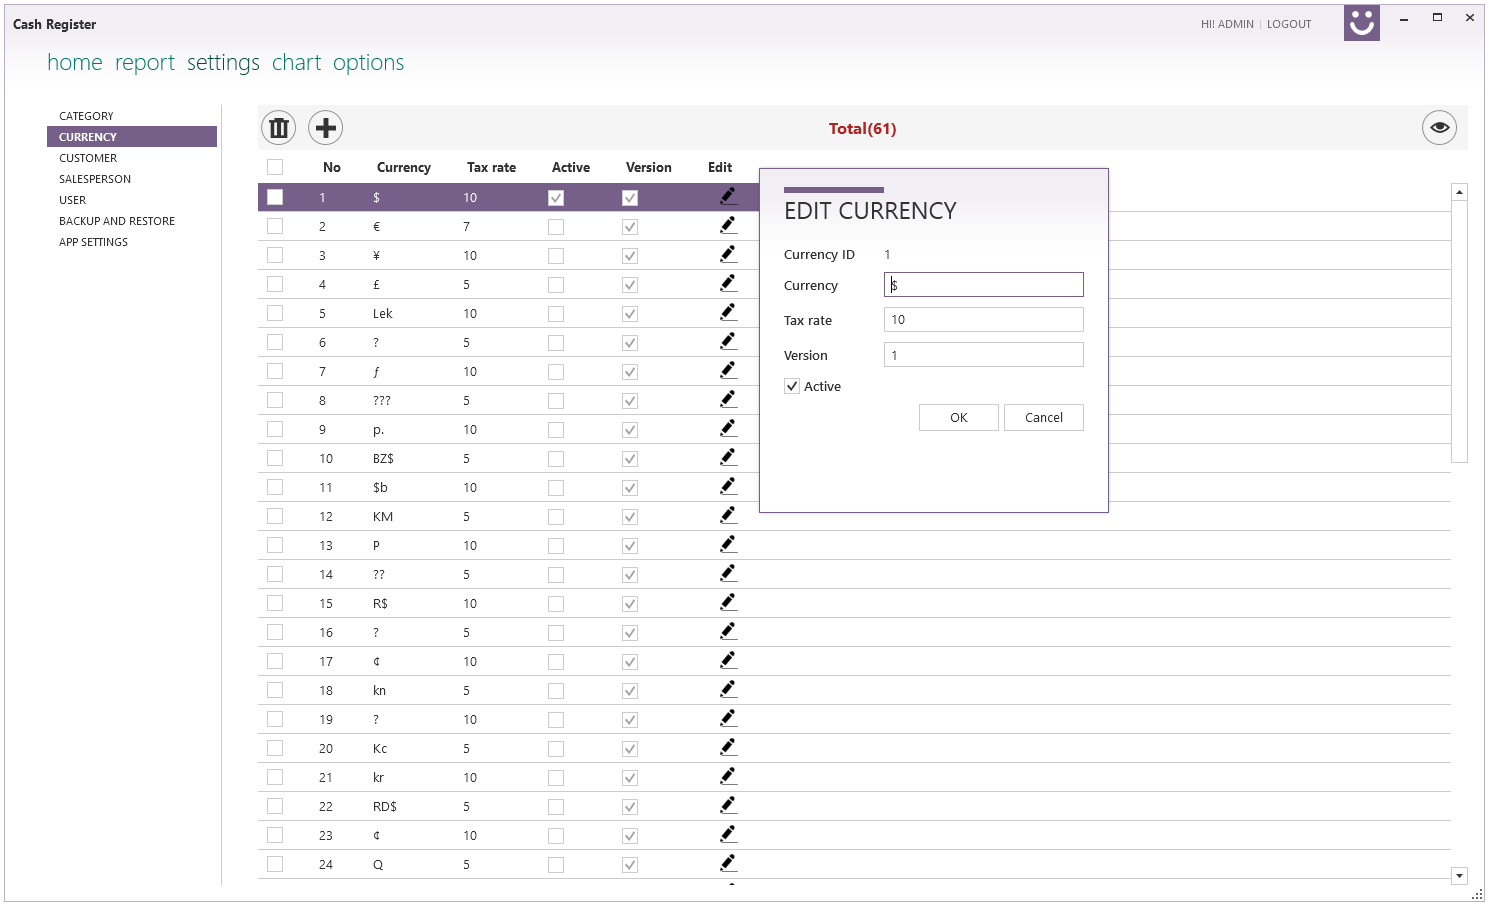 Cash Register
HI! ADMIN | LOGOUT
home report settings chart options
CATEGORY
CURRENCY
CUSTOMER
SALESPERSON
USER
BACKUP AND RESTORE
APP SETTINGS
Total(61)
No Currency Tax rate Active Version Edit
1 $ 10
2 € 7
3 ¥ 10
4 £ 5
5 Lek 10
6 ? 5
7 ƒ 10
8 ??? 5
9 p. 10
10 BZ$ 5
11 $b 10
12 KM 5
13 P 10
14 ?? 5
15 R$ 10
16 ? 5
17 ¢ 10
18 kn 5
19 ? 10
20 Kc 5
21 kr 10
22 RD$ 5
23 ¢ 10
24 Q 5
EDIT CURRENCY
Currency ID 1
Currency $
Tax rate 10
Version 1
Active
OK Cancel